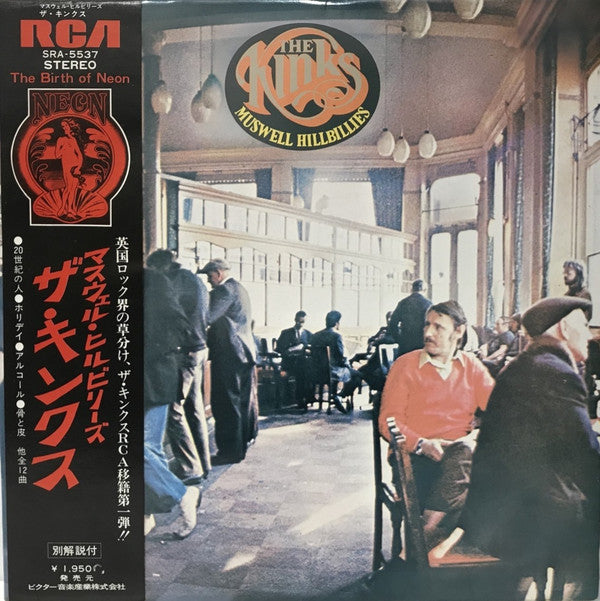 マスウェル・ヒルビリーズ
ザ・キンクス
RCA
SRA-5537
STEREO
The Birth of Neon
NEON
英国ロック界の草分け、ザ・キンクスRCA移籍第一弾!!
マスウェル・ヒルビリーズ
ザ・キンクス
●20世紀の人●ホリデイ●アルコール●骨と皮 他全12曲
別解説付
¥1,950
発売元
ビクター音楽産業株式会社
THE
KINKS
MUSWELL HILLBILLIES